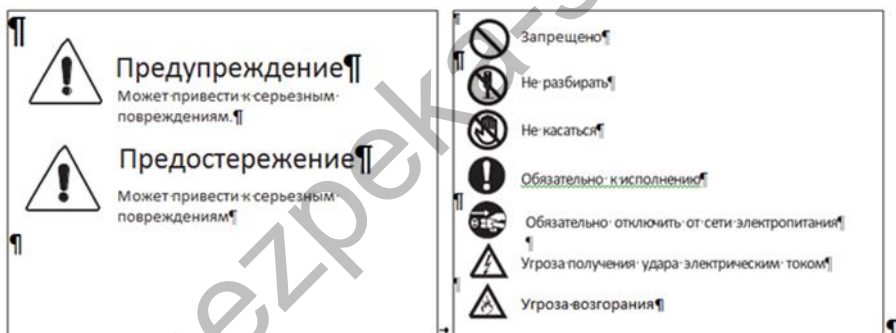 Предупреждение¶
Может·привести·к·серьезным·
повреждениям.¶
Предостережение¶
Может·привести·к·серьезным·
повреждениям¶
Запрещено¶
Не·разбирать¶
Не·касаться¶
Обязательно·к·исполнению¶
Обязательно·отключить·от·сети·электропитания¶
Угроза·получения·удара·электрическим·током¶
Угроза·возгорания¶